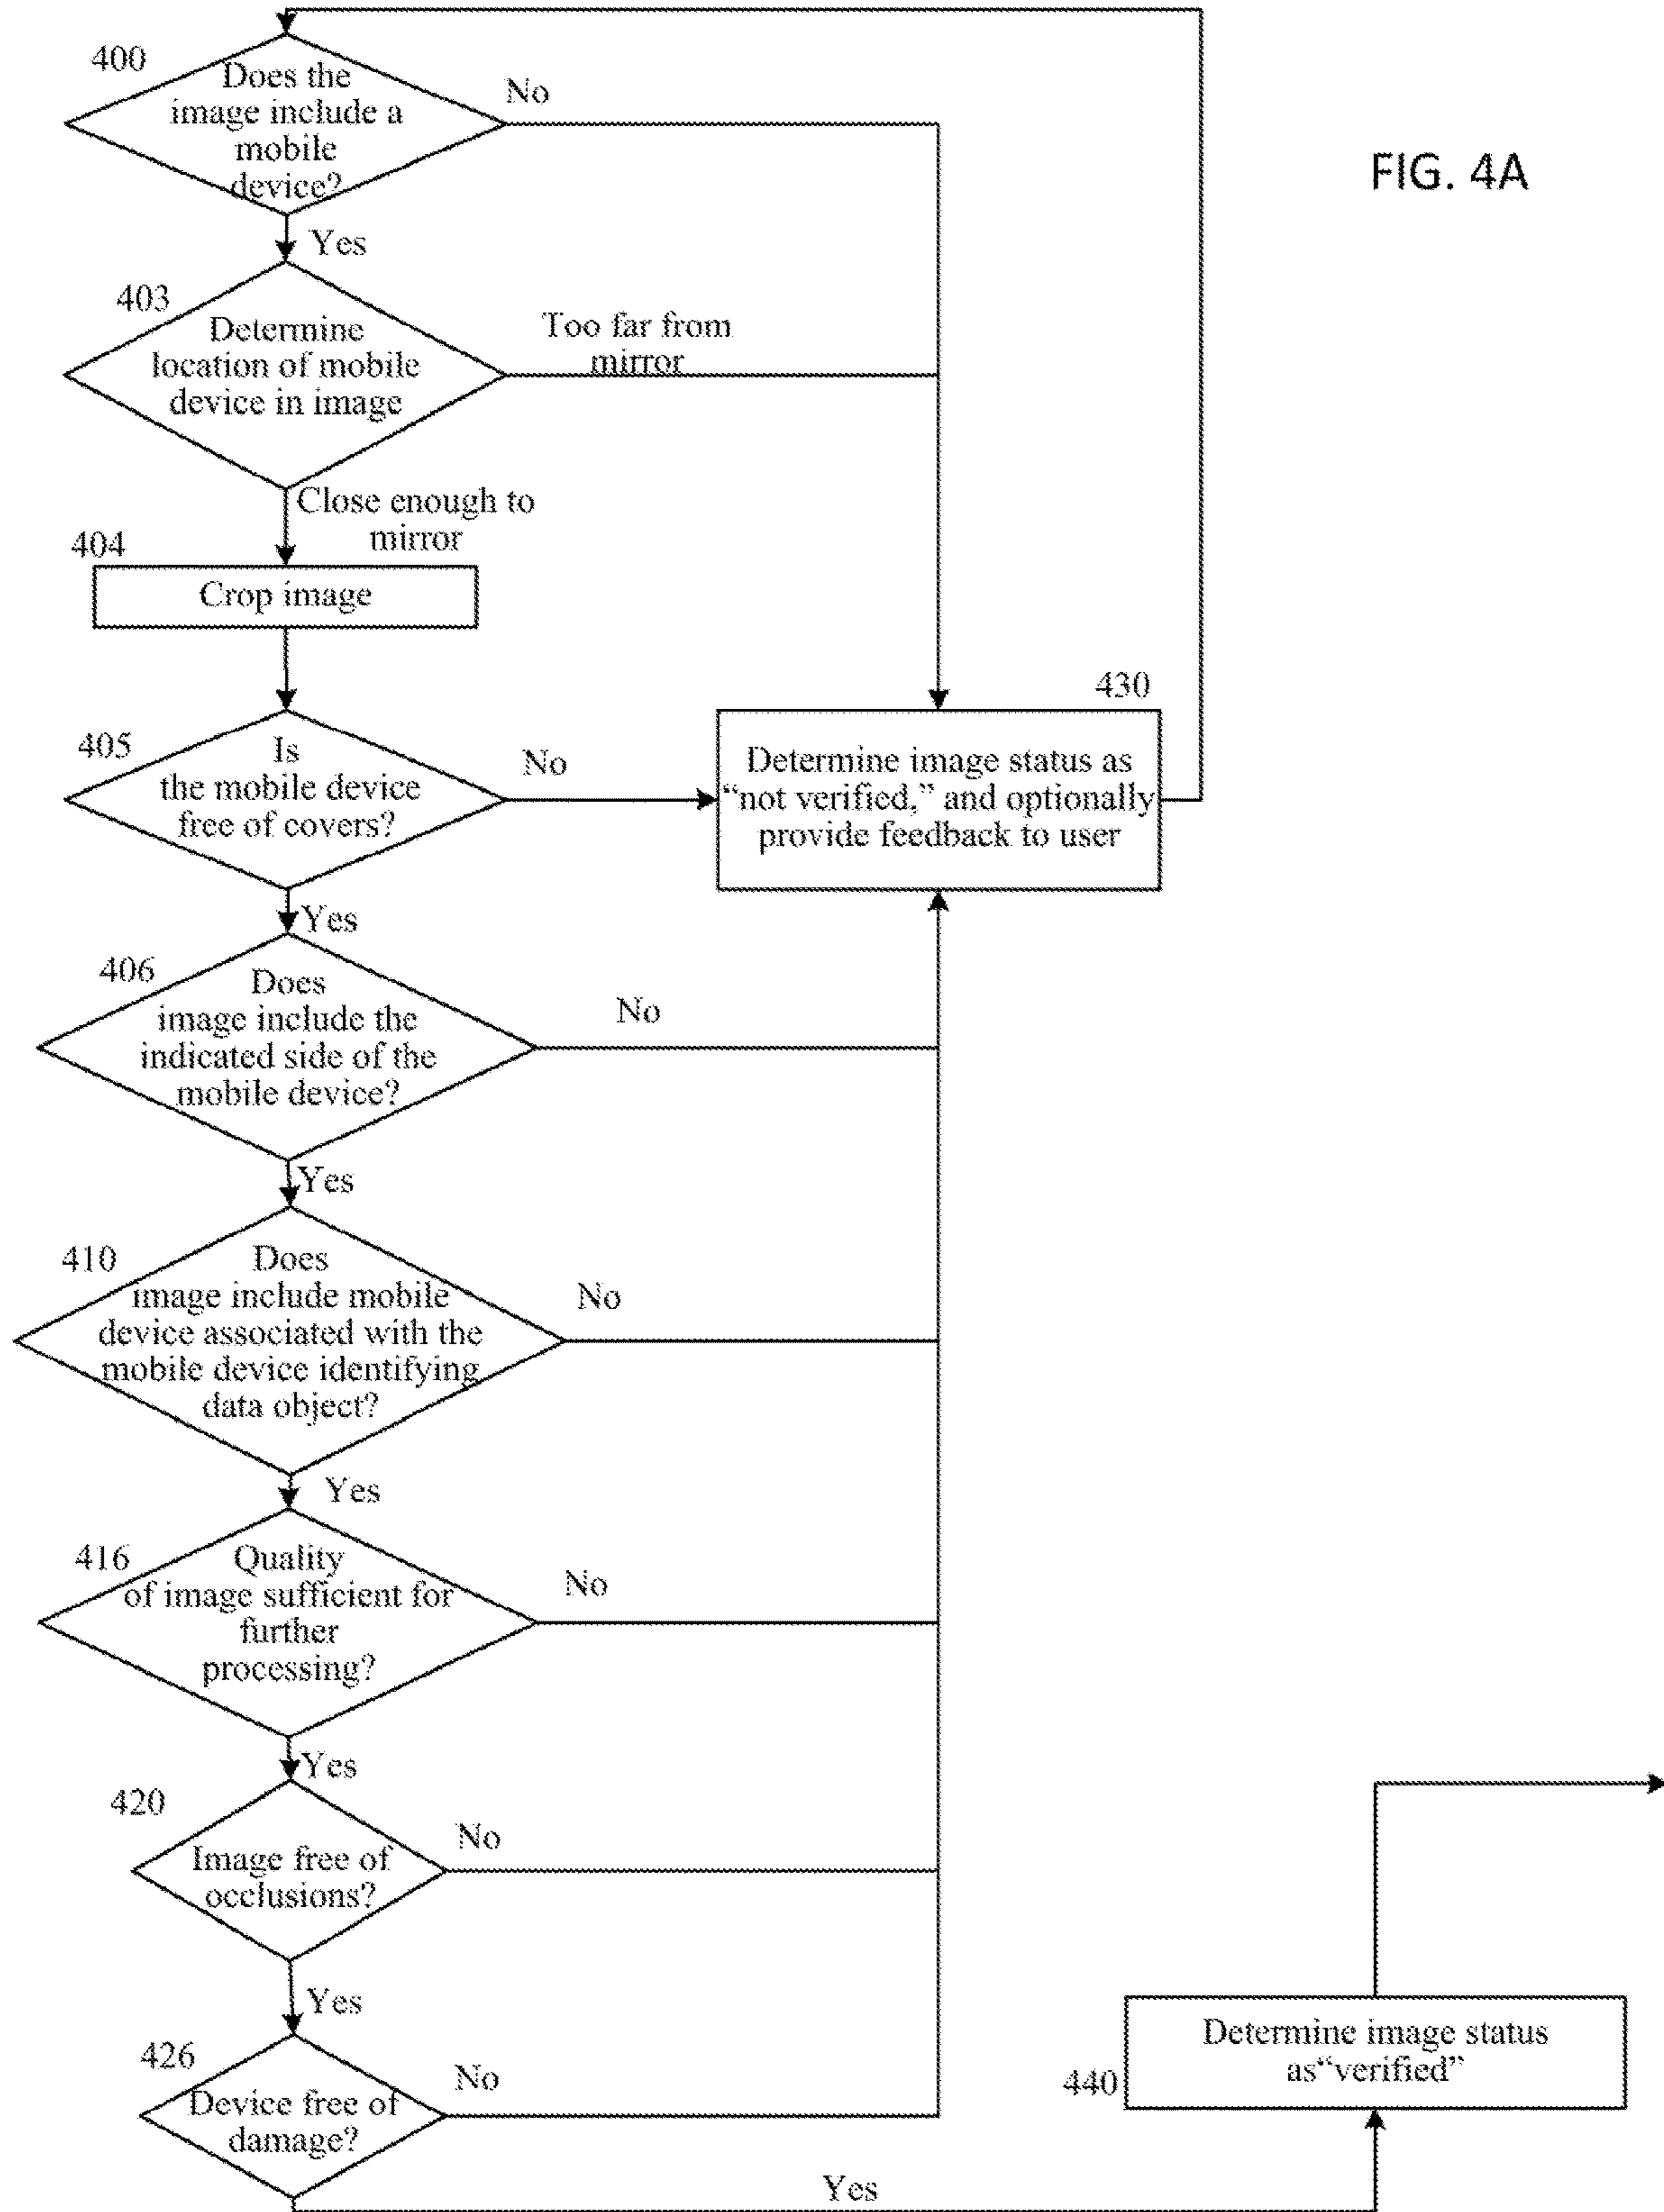 400
Does the
image include a
mobile
device?
No
FIG. 4A
Yes
403
Determine
location of mobile
device in image
Too far from
mirror
Close enough to
mirror
404
Crop image
405
Is
the mobile device
free of covers?
No
430
Determine image status as
“not verified,” and optionally
provide feedback to user
Yes
406
Does
image include the
indicated side of the
mobile device?
No
Yes
410
Does
image include mobile
device associated with the
mobile device identifying
data object?
No
Yes
416
Quality
of image sufficient for
further
processing?
No
Yes
420
Image free of
occlusions?
No
Yes
426
Device free of
damage?
No
Yes
440
Determine image status
as“verified”